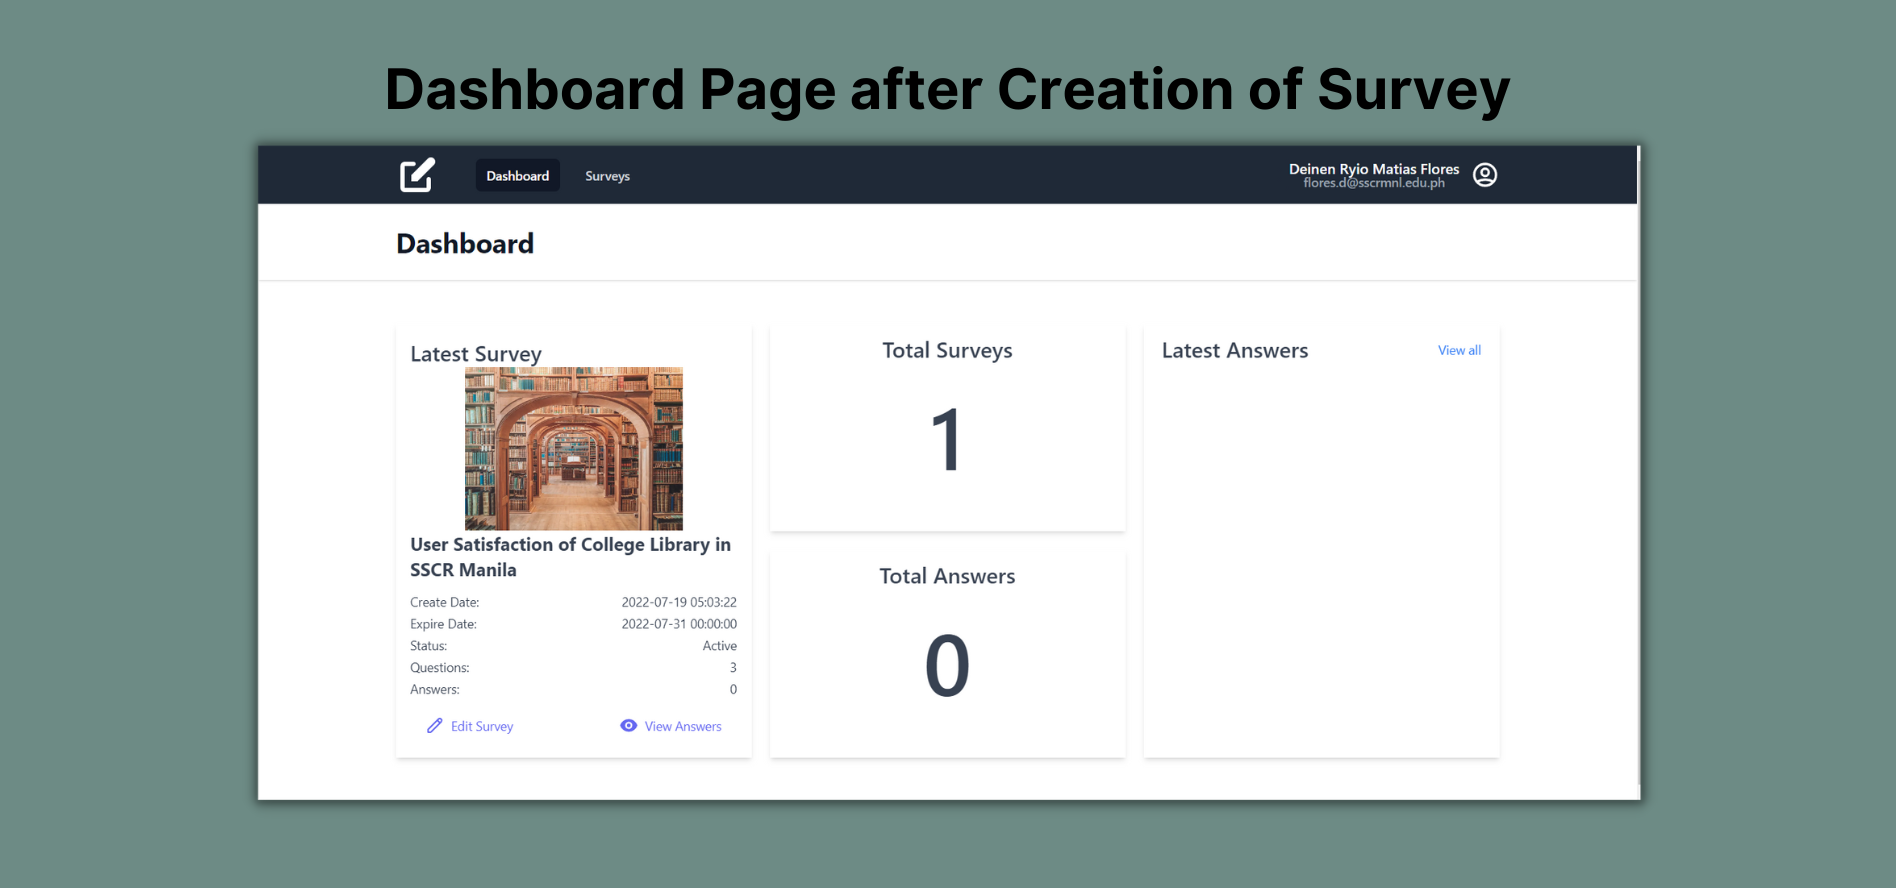 Dashboard Page after Creation of Survey
Dashboard
Surveys
Deinen Ryio Matias Flores
flores.d@sscrmnl.edu.ph
Dashboard
Latest Survey
User Satisfaction of College Library in
SSCR Manila
Create Date: 2022-07-19 05:03:22
Expire Date: 2022-07-31 00:00:00
Status: Active
Questions: 3
Answers: 0
Edit Survey
View Answers
Total Surveys
1
Total Answers
0
Latest Answers
View all